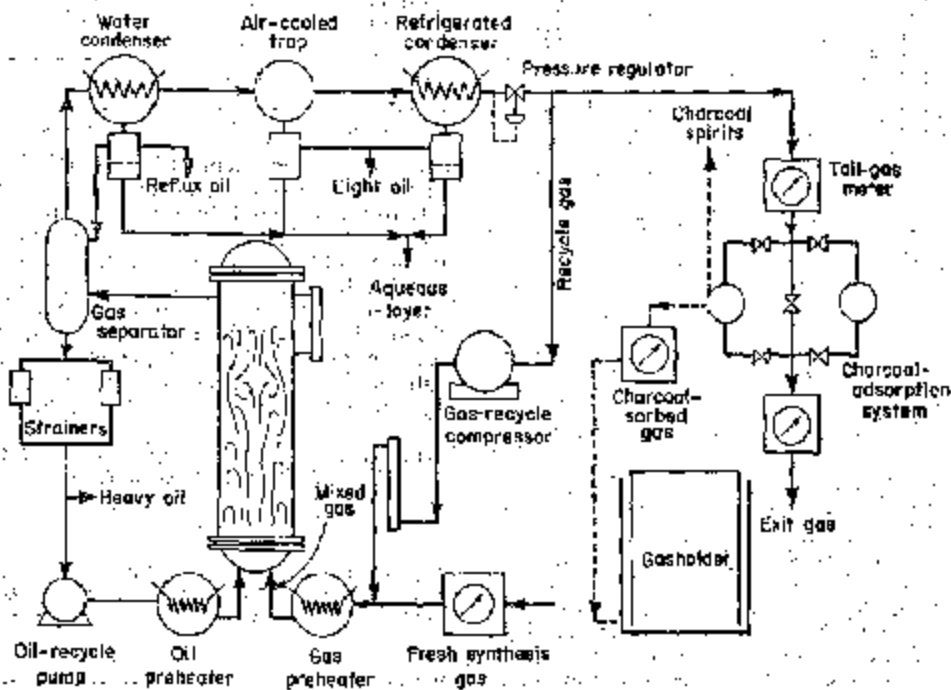 Water
condenser
Air-cooled
trap
Refrigerated
condenser
Pressure regulator
Charcoal
spirits
Tail-gas
meter
Reflux oil
Light oil
Recycle gas
Aqueous
layer
Gas
separator
Charcoal-
adsorption
system
Strainers
Gas-recycle
compressor
Charcoal-
sorbed
gas
Heavy oil
Mixed
gas
Exit gas
Gasholder
Oil-recycle
pump
Oil
preheater
Gas
preheater
Fresh synthesis
gas